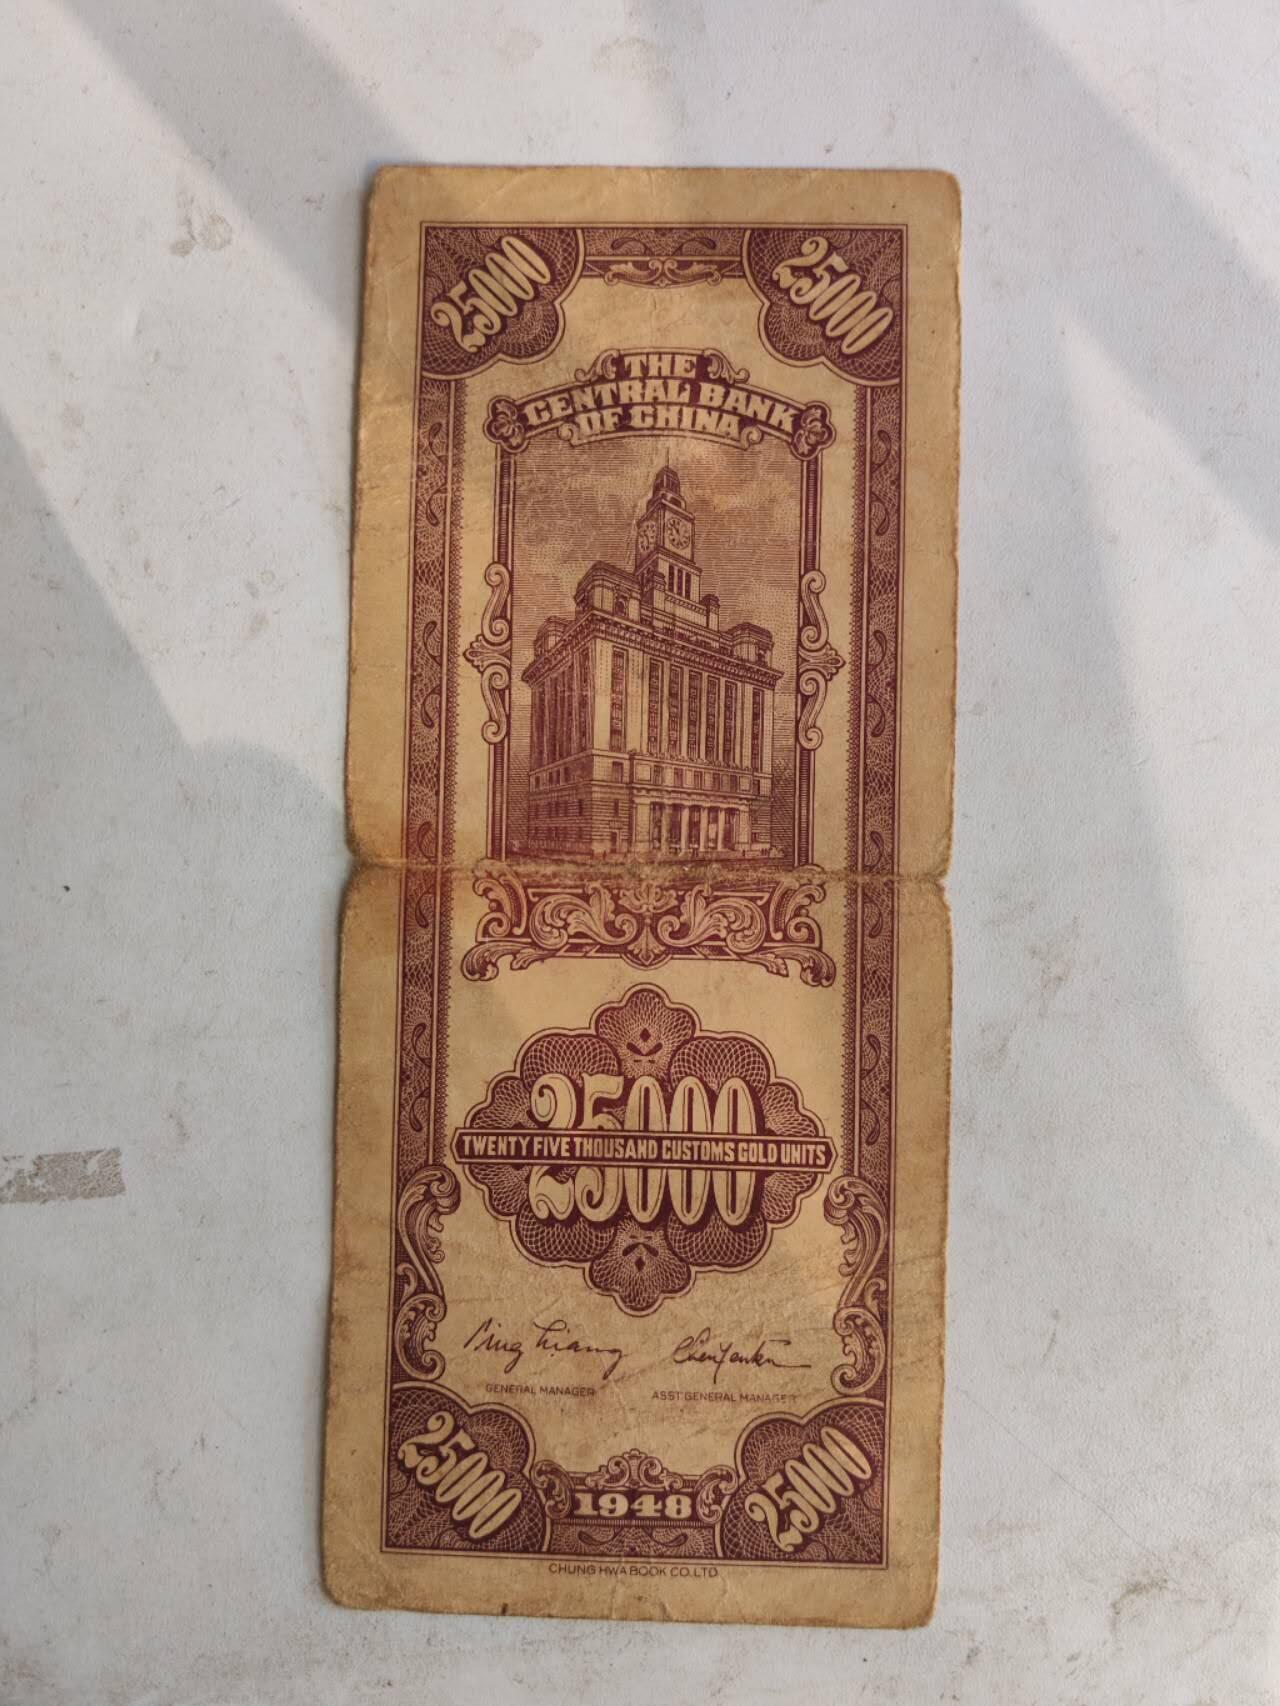 25000 25000
THE
CENTRAL BANK
OF CHINA
25000
TWENTY FIVE THOUSAND CUSTOMS GOLD UNITS
GENERAL MANAGER ASST GENERAL MANAGER
25000 25000
1948
CHUNG HWA BOOK CO. LTD